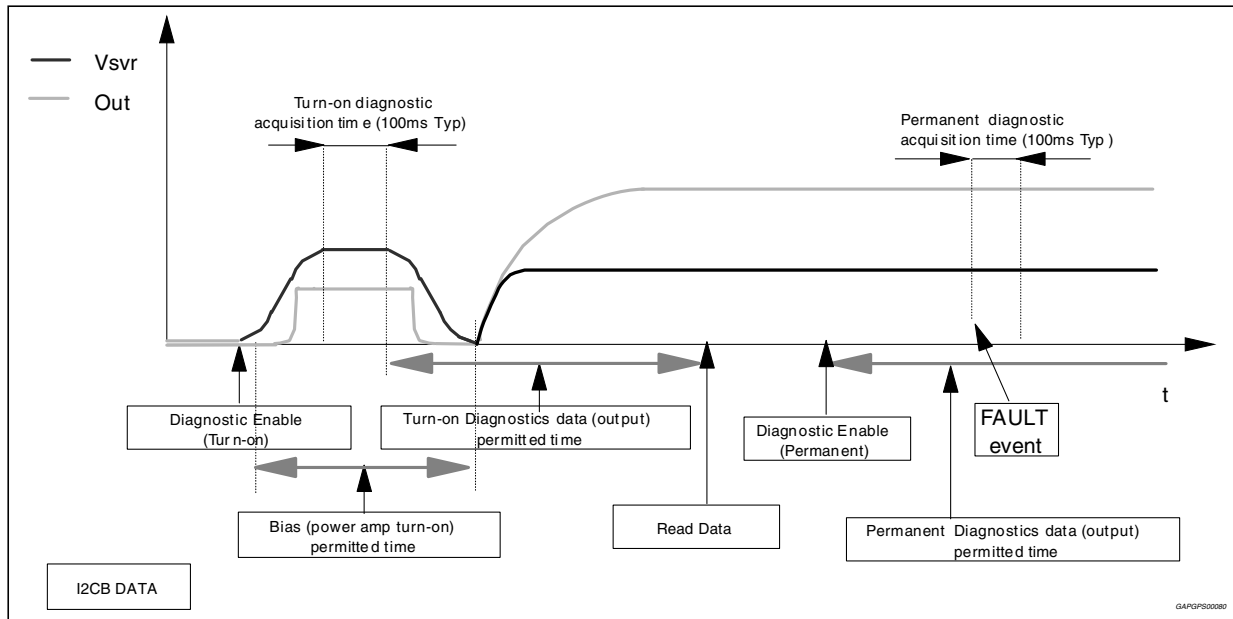 Vsvr
Out
Turn-on diagnostic
acquisition time (100ms Typ)
Permanent diagnostic
acquisition time (100ms Typ )
t
Diagnostic Enable
(Turn-on)
Turn-on Diagnostics data (output)
permitted time
Diagnostic Enable
(Permanent)
FAULT
event
Bias (power amp turn-on)
permitted time
Read Data
Permanent Diagnostics data (output)
permitted time
I2CB DATA
GAPGPS00080